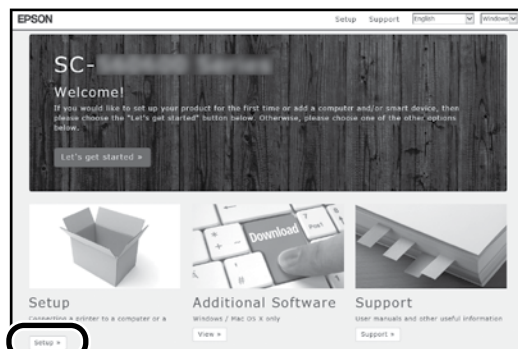 EPSON
Setup Support English Windows
SC-
Welcome!
If you would like to set up your product for the first time or add a computer and/or smart device, then
please choose the "Let's get started" button below. Otherwise, please choose one of the other options
below.
Let's get started »
Download
Setup
Connecting a printer to a computer or a
Setup »
Additional Software
Windows / Mac OS X only
View »
Support
User manuals and other useful information
Support »